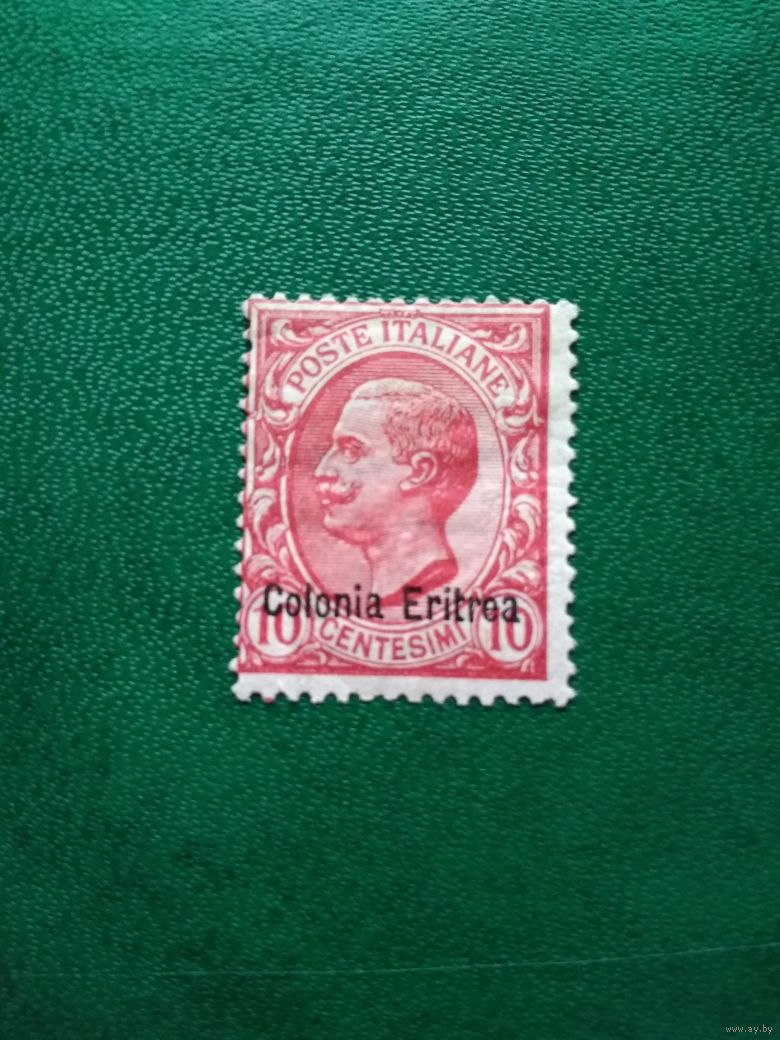 POSTE ITALIANE
Colonia Eritrea
10 CENTESIMI 10
www.ay.by